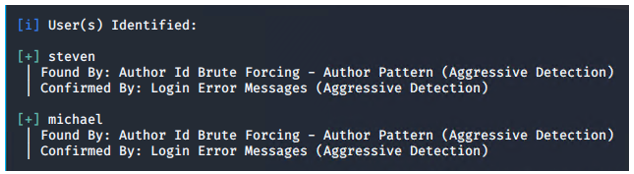 [i] User(s) Identified:
[+] steven
| Found By: Author Id Brute Forcing - Author Pattern (Aggressive Detection)
| Confirmed By: Login Error Messages (Aggressive Detection)
[+] michael
| Found By: Author Id Brute Forcing - Author Pattern (Aggressive Detection)
| Confirmed By: Login Error Messages (Aggressive Detection)